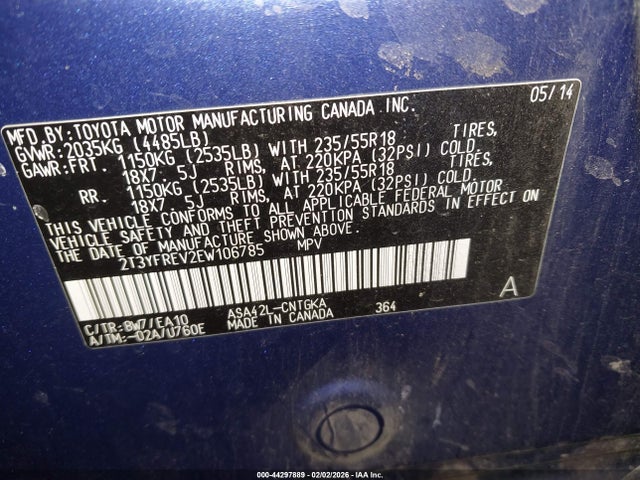 MFD.BY:TOYOTA MOTOR MANUFACTURING CANADA INC. 05/14
GVWR:2035KG (4485LB)
GAWR:FRT. 1150KG (2535LB) WITH 235/55R18 TIRES,
18X7. 5J RIMS, AT 220KPA (32PSI) COLD.
RR. 1150KG (2535LB) WITH 235/55R18 TIRES,
18X7. 5J RIMS, AT 220KPA (32PSI) COLD.
THIS VEHICLE CONFORMS TO ALL APPLICABLE FEDERAL MOTOR
VEHICLE SAFETY AND THEFT PREVENTION STANDARDS IN EFFECT ON
THE DATE OF MANUFACTURE SHOWN ABOVE.
2T3YFREV2EW106785 MPV
C/TR:8W7/EA10 ASA42L-CNTGKA 364 A
A/TM:-02A/U760E MADE IN CANADA
000-44297889 - 02/02/2026 - IAAI Inc.